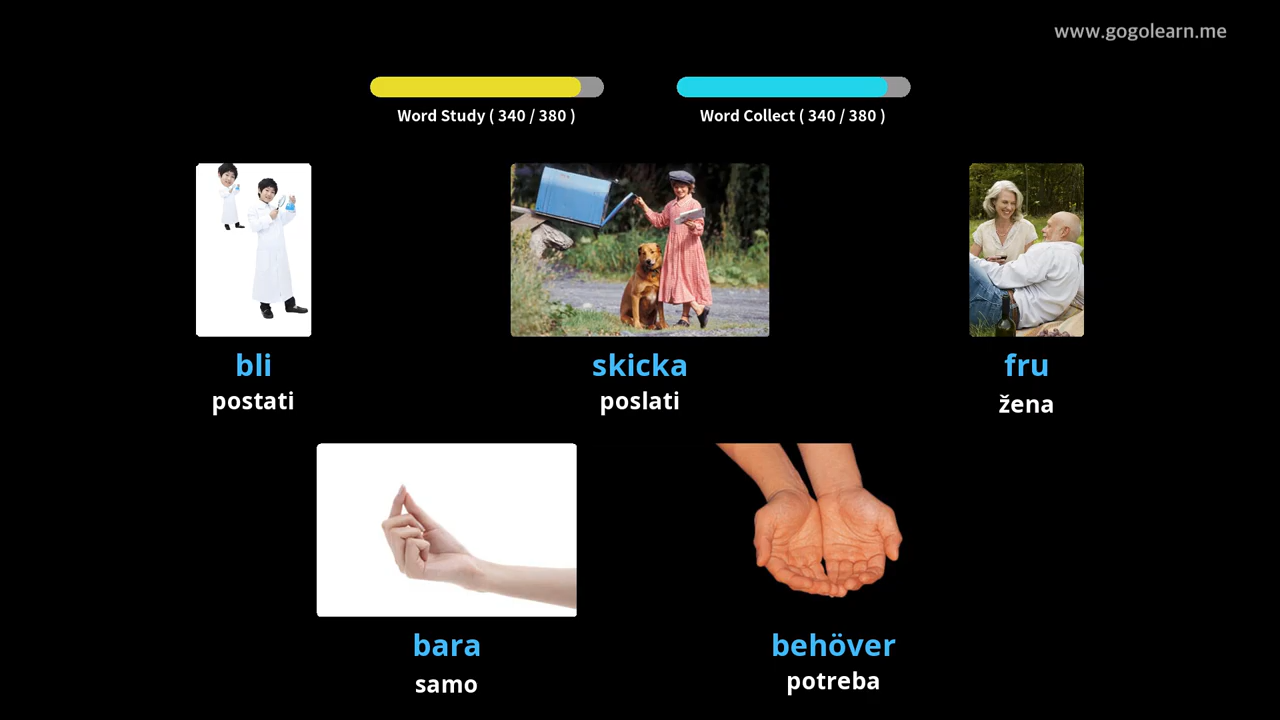 www.gogolearn.me
Word Study ( 340 / 380 )
Word Collect ( 340 / 380 )
bli
postati
skicka
poslati
fru
žena
bara
samo
behöver
potreba